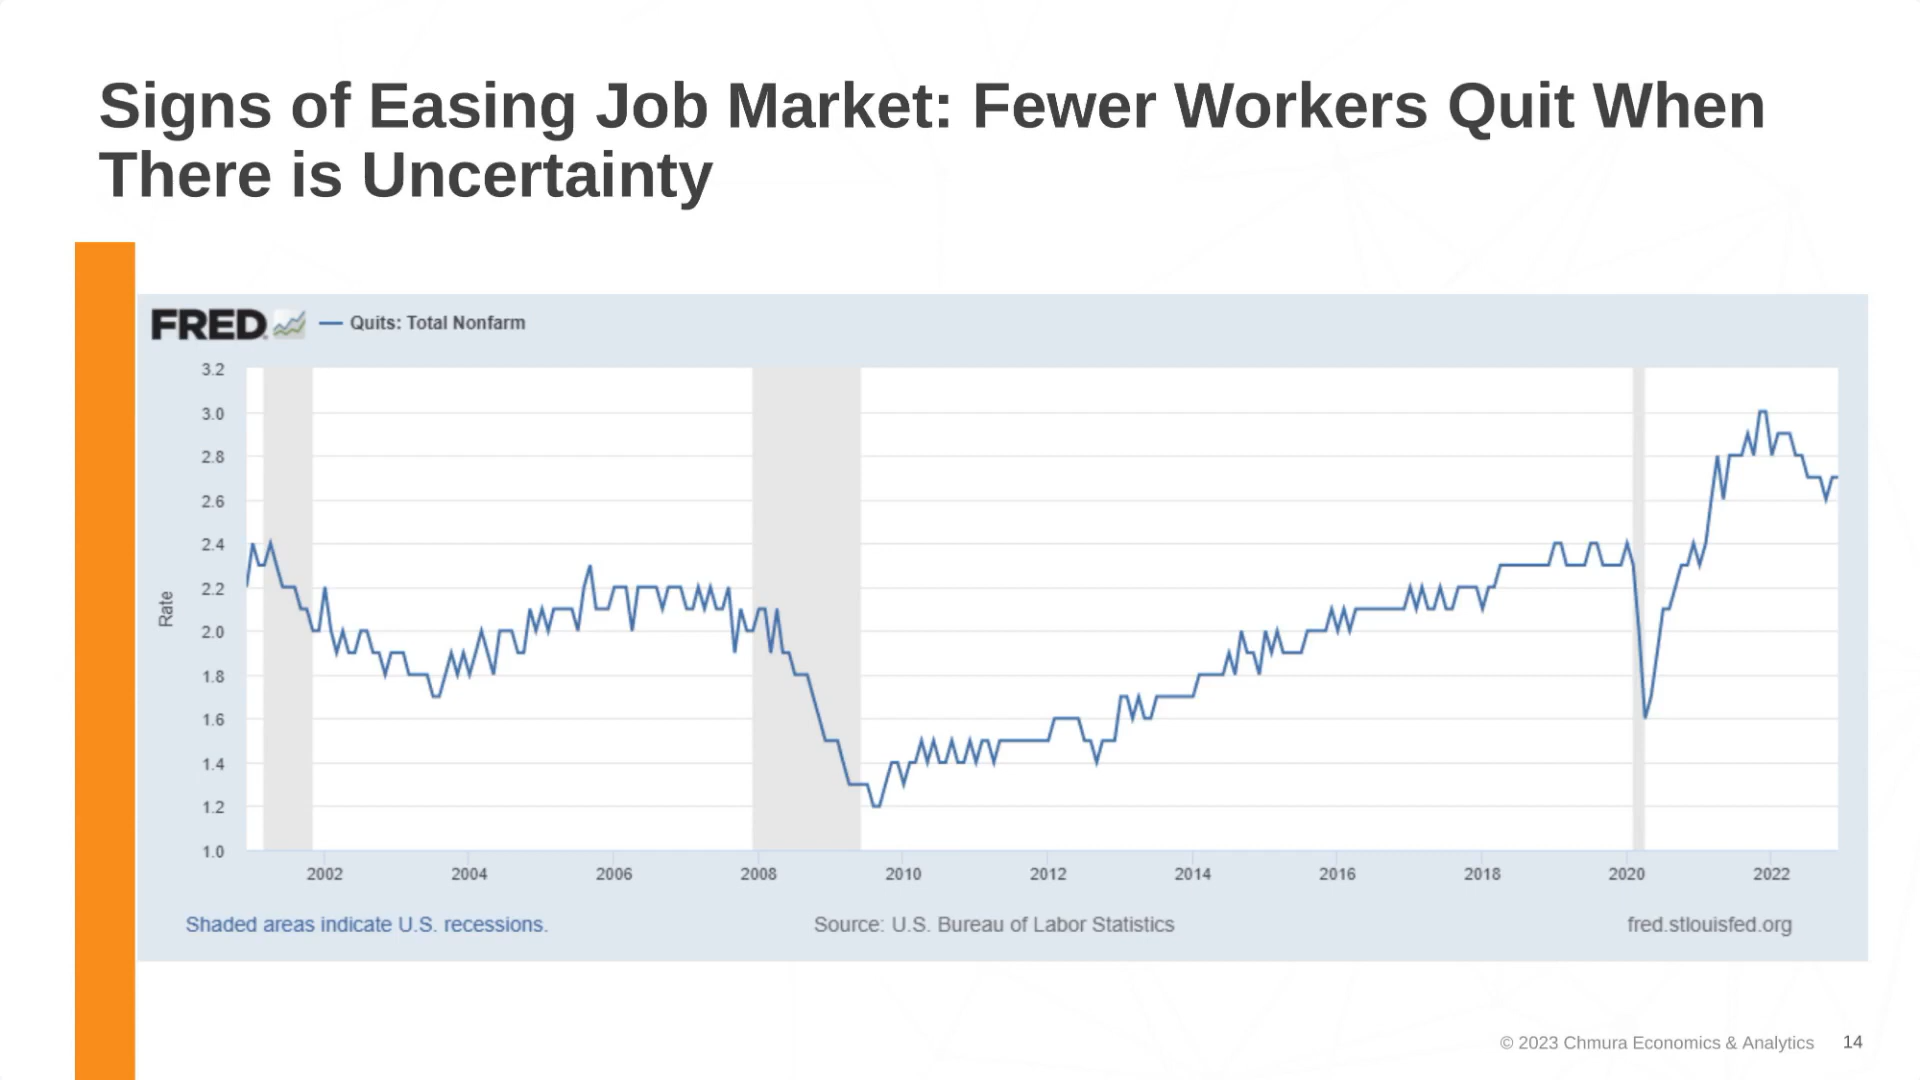 Signs of Easing Job Market: Fewer Workers Quit When
There is Uncertainty
FRED
Quits: Total Nonfarm
3.2
3.0
2.8
2.6
2.4
2.2
2.0
1.8
1.6
1.4
1.2
1.0
Rate
2002 2004 2006 2008 2010 2012 2014 2016 2018 2020 2022
Shaded areas indicate U.S. recessions. Source: U.S. Bureau of Labor Statistics fred.stlouisfed.org
© 2023 Chmura Economics & Analytics 14